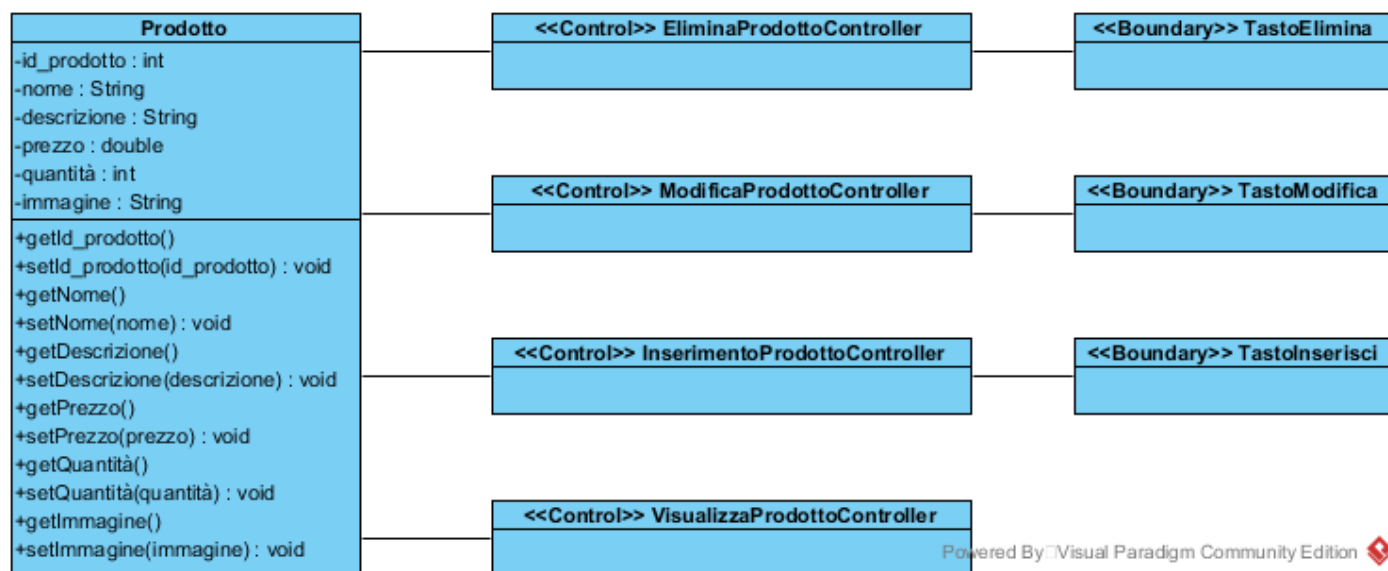 Prodotto
-id_prodotto : int
-nome : String
-descrizione : String
-prezzo : double
-quantità : int
-immagine : String
+getId_prodotto()
+setId_prodotto(id_prodotto) : void
+getNome()
+setNome(nome) : void
+getDescrizione()
+setDescrizione(descrizione) : void
+getPrezzo()
+setPrezzo(prezzo) : void
+getQuantità()
+setQuantità(quantità) : void
+getImmagine()
+setImmagine(immagine) : void
<<Control>> EliminaProdottoController
<<Boundary>> TastoElimina
<<Control>> ModificaProdottoController
<<Boundary>> TastoModifica
<<Control>> InserimentoProdottoController
<<Boundary>> TastoInserisci
<<Control>> VisualizzaProdottoController
Powered By Visual Paradigm Community Edition